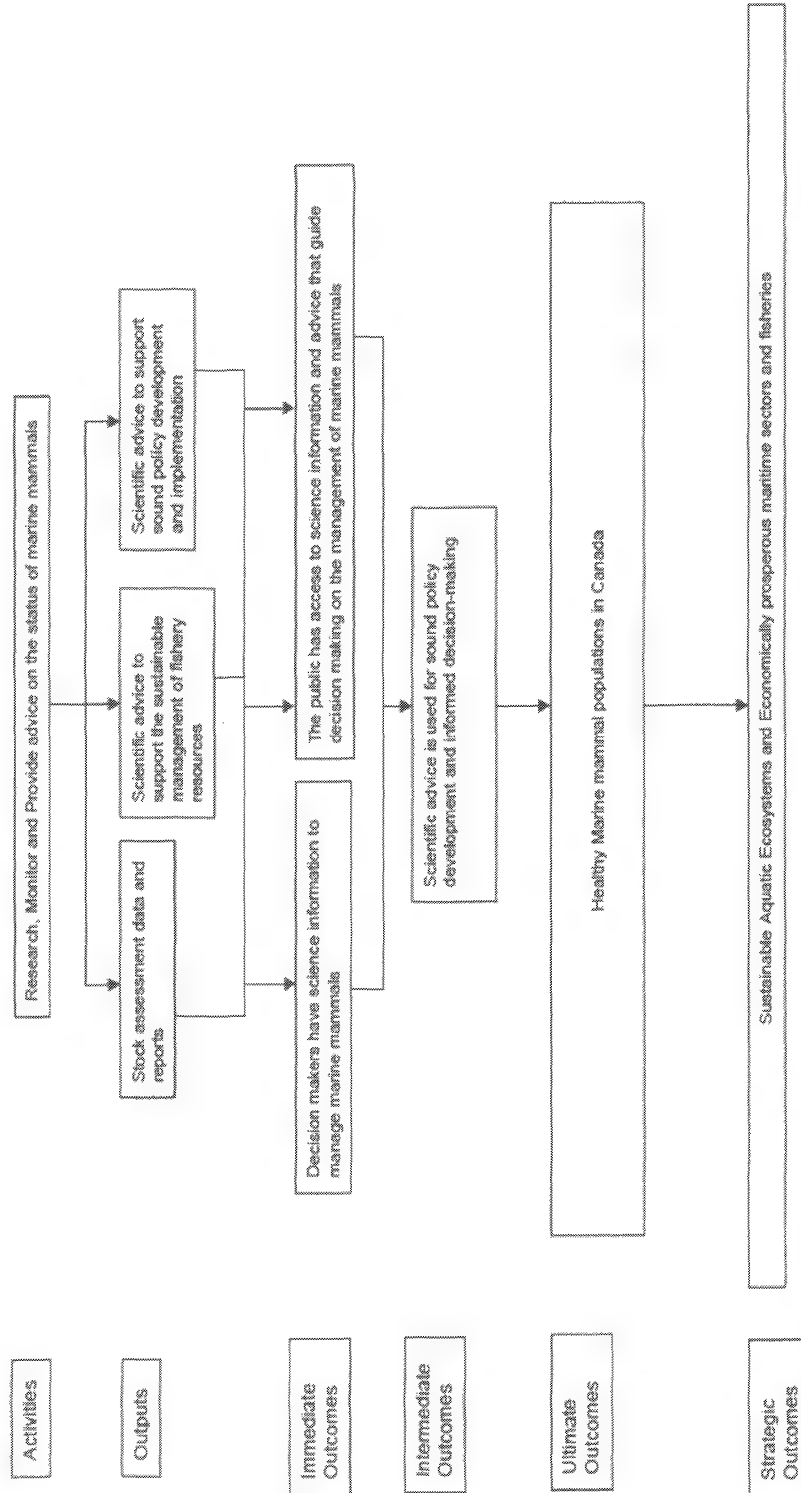 Activities
Research, Monitor and Provide advice on the status of marine mammals
Outputs
Stock assessment data and
reports
Scientific advice to
support the sustainable
management of fishery
resources
Scientific advice to support
sound policy development
and implementation
Immediate
Outcomes
Decision makers have science information to
manage marine mammals
The public has access to science information and advice that guide
decision making on the management of marine mammals
Intermediate
Outcomes
Scientific advice is used for sound policy
development and informed decision-making
Ultimate
Outcomes
Healthy Marine mammal populations in Canada
Strategic
Outcomes
Sustainable Aquatic Ecosystems and Economically prosperous maritime sectors and fisheries